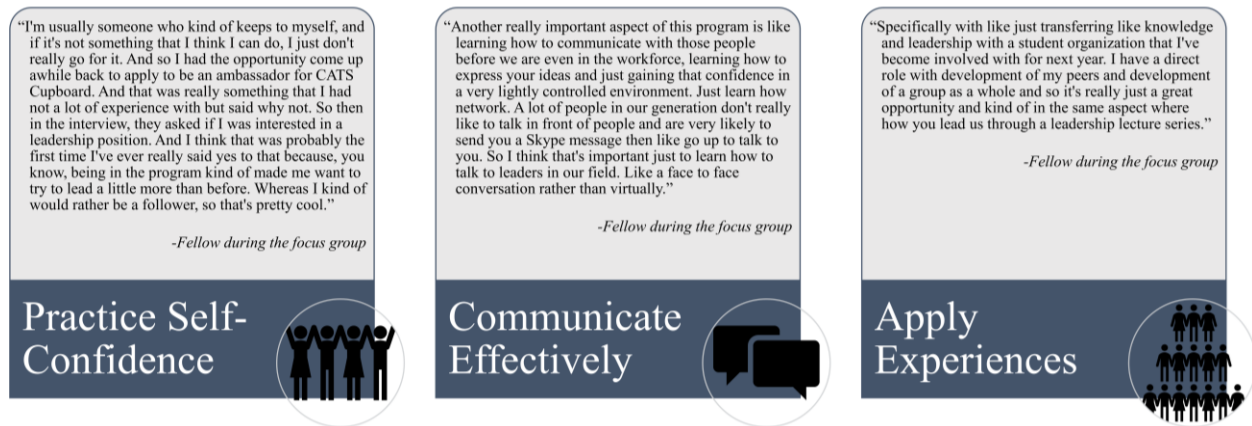 “I'm usually someone who kind of keeps to myself, and
if it's not something that I think I can do, I just don't
really go for it. And so I had the opportunity come up
awhile back to apply to be an ambassador for CATS
Cupboard. And that was really something that I had
not a lot of experience with but said why not. So then
in the interview, they asked if I was interested in a
leadership position. And I think that was probably the
first time I've ever really said yes to that because, you
know, being in the program kind of made me want to
try to lead a little more than before. Whereas I kind of
would rather be a follower, so that's pretty cool.”
-Fellow during the focus group
Practice Self-
Confidence
“Another really important aspect of this program is like
learning how to communicate with those people
before we are even in the workforce, learning how to
express your ideas and just gaining that confidence in
a very lightly controlled environment. Just learn how
network. A lot of people in our generation don't really
like to talk in front of people and are very likely to
send you a Skype message then like go up to talk to
you. So I think that's important just to learn how to
talk to leaders in our field. Like a face to face
conversation rather than virtually.”
-Fellow during the focus group
Communicate
Effectively
“Specifically with like just transferring like knowledge
and leadership with a student organization that I've
become involved with for next year. I have a direct
role with development of my peers and development
of a group as a whole and so it's really just a great
opportunity and kind of in the same aspect where
how you lead us through a leadership lecture series.”
-Fellow during the focus group
Apply
Experiences